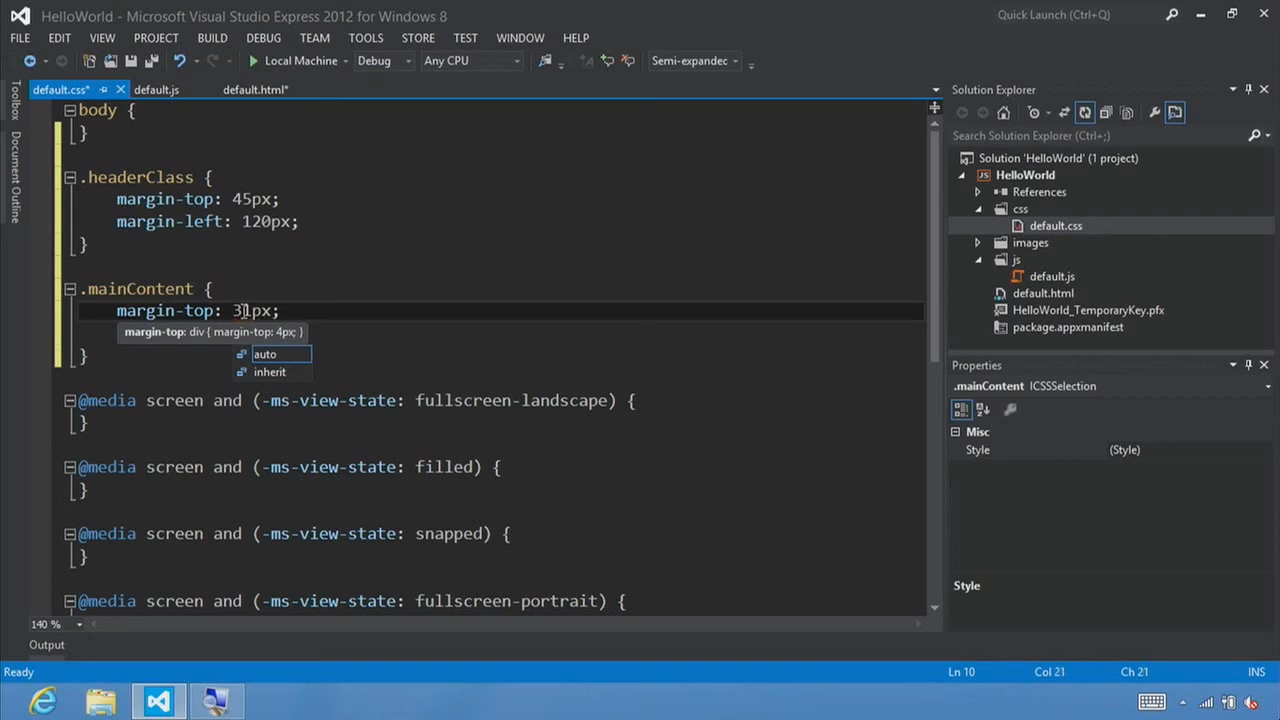 HelloWorld - Microsoft Visual Studio Express 2012 for Windows 8
Quick Launch (Ctrl+Q)
FILE EDIT VIEW PROJECT BUILD DEBUG TEAM TOOLS STORE TEST WINDOW HELP
Local Machine Debug Any CPU Semi-expandec
Toolbox
Document Outline
default.css* default.js default.html*
body {
}
.headerClass {
margin-top: 45px;
margin-left: 120px;
}
.mainContent {
margin-top: 31px;
margin-top: div { margin-top: 4px; }
auto
inherit
}
@media screen and (-ms-view-state: fullscreen-landscape) {
}
@media screen and (-ms-view-state: filled) {
}
@media screen and (-ms-view-state: snapped) {
}
@media screen and (-ms-view-state: fullscreen-portrait) {
140 %
Output
Solution Explorer
Search Solution Explorer (Ctrl+;)
Solution 'HelloWorld' (1 project)
JS HelloWorld
References
css
default.css
images
js
default.js
default.html
HelloWorld_TemporaryKey.pfx
package.appxmanifest
Properties
.mainContent ICSSSelection
Misc
Style (Style)
Style
Ready Ln 10 Col 21 Ch 21 INS